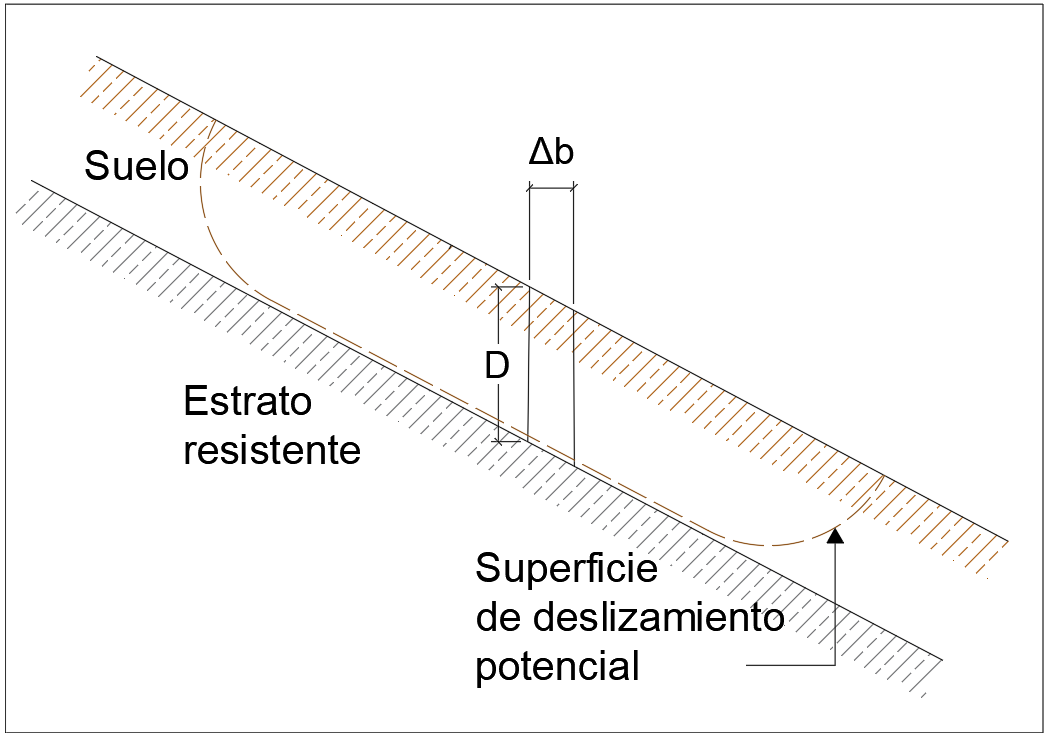 Δb
Suelo
D
Estrato
resistente
Superficie
de deslizamiento
potencial